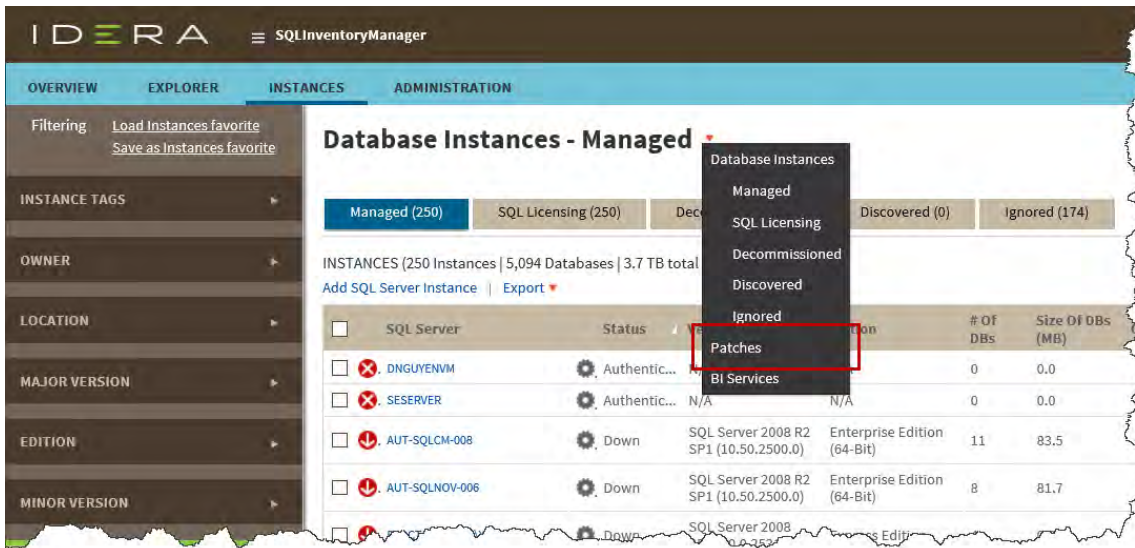 IDERA
SQLInventoryManager
OVERVIEW EXPLORER INSTANCES ADMINISTRATION
Filtering
Load Instances favorite
Save as Instances favorite
INSTANCE TAGS
OWNER
LOCATION
MAJOR VERSION
EDITION
MINOR VERSION
Database Instances - Managed
Database Instances
Managed
SQL Licensing
Decommissioned
Discovered
Ignored
Patches
BI Services
Managed (250) SQL Licensing (250) Discovered (0) Ignored (174)
INSTANCES (250 Instances | 5,094 Databases | 3.7 TB total
Add SQL Server Instance | Export
SQL Server Status # Of DBs Size Of DBs (MB)
DNGUYENVM Authentic... 0 0.0
SESERVER Authentic... N/A N/A 0 0.0
AUT-SQLCM-008 Down SQL Server 2008 R2 SP1 (10.50.2500.0) Enterprise Edition (64-Bit) 11 83.5
AUT-SQLNOV-006 Down SQL Server 2008 R2 SP1 (10.50.2500.0) Enterprise Edition (64-Bit) 8 81.7
Down SQL Server 2008